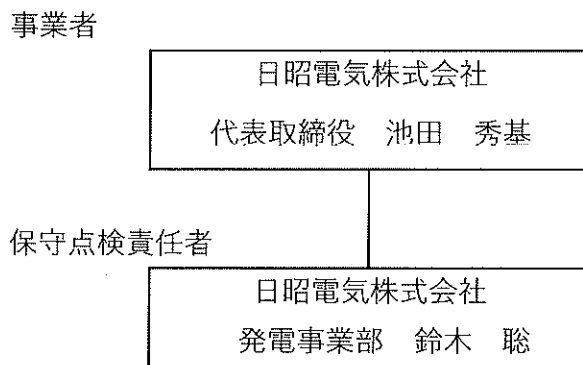 事業者
日昭電気株式会社
代表取締役　池田　秀基
保守点検責任者
日昭電気株式会社
発電事業部　鈴木　聡